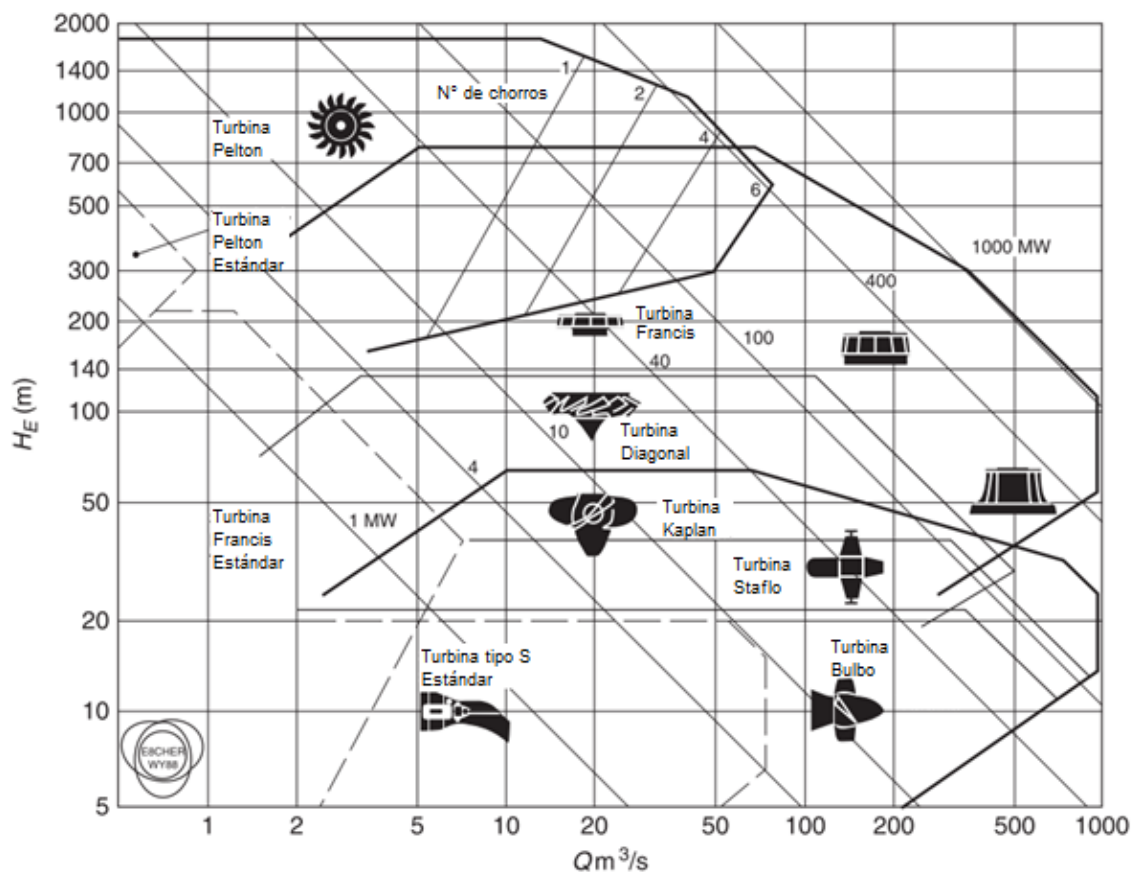 2000
1400
1000
700
500
300
200
140
100
50
20
10
5
H_E (m)
1
2
4
6
N° de chorros
Turbina
Pelton
Turbina
Pelton
Estándar
1000 MW
400
100
40
10
4
1 MW
Turbina
Francis
Turbina
Diagonal
Turbina
Francis
Estándar
Turbina
Kaplan
Turbina
Staflo
Turbina tipo S
Estándar
Turbina
Bulbo
E8CHER
WY88
1
2
5
10
20
50
100
200
500
1000
Qm³/s